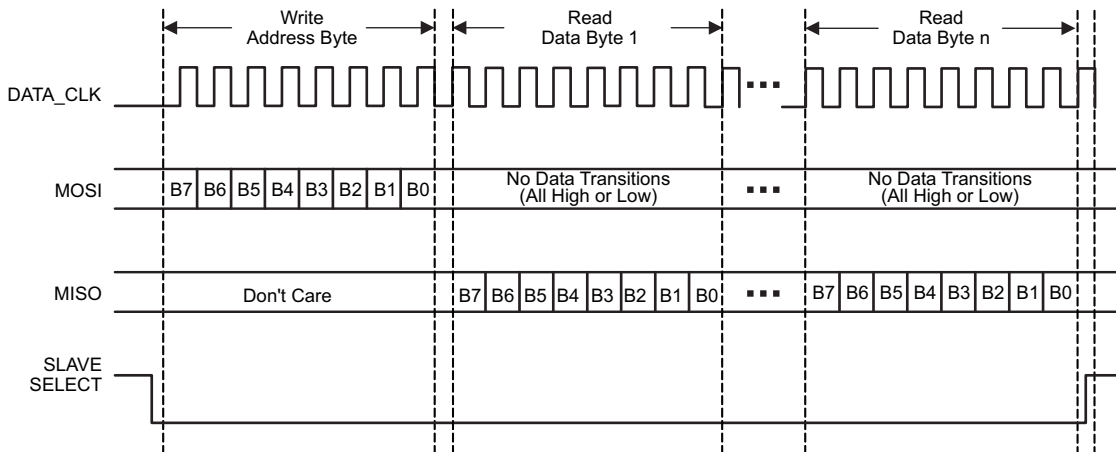 Write
Address Byte
Read
Data Byte 1
Read
Data Byte n
DATA_CLK
MOSI
B7 B6 B5 B4 B3 B2 B1 B0
No Data Transitions
(All High or Low)
No Data Transitions
(All High or Low)
MISO
Don't Care
B7 B6 B5 B4 B3 B2 B1 B0
B7 B6 B5 B4 B3 B2 B1 B0
SLAVE
SELECT